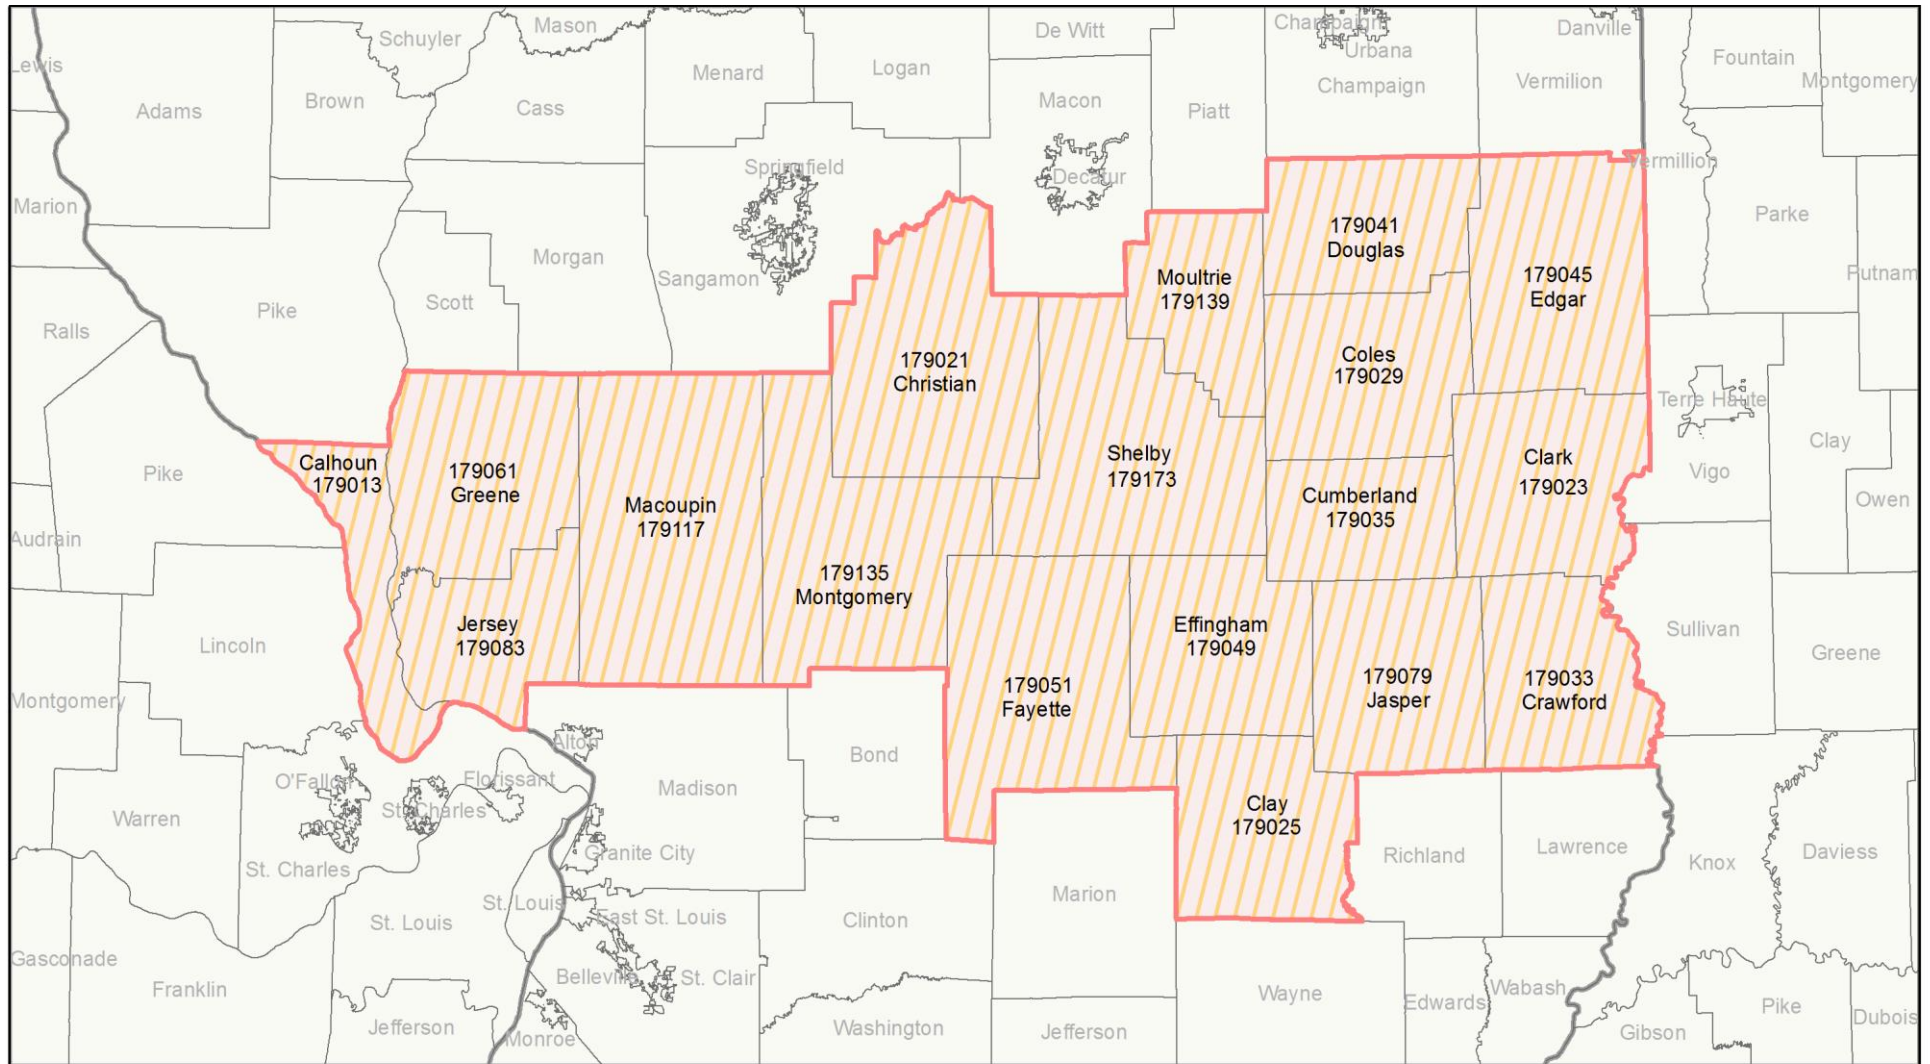 Schuyler
Mason
De Witt
Champaign
Urbana
Champaign
Danville
Vermilion
Fountain
Montgomery
Lewis
Adams
Brown
Cass
Menard
Logan
Macon
Piatt
Springfield
Decatur
Vermillion
Marion
Parke
Morgan
Sangamon
Scott
Pike
Ralls
Putnam
179041
Douglas
179045
Edgar
Moultrie
179139
179021
Christian
Coles
179029
Terre Haute
Clay
Pike
Calhoun
179013
179061
Greene
Macoupin
179117
Shelby
179173
Cumberland
179035
Clark
179023
Vigo
Owen
Audrain
179135
Montgomery
Lincoln
Jersey
179083
Effingham
179049
Sullivan
Greene
Montgomery
179051
Fayette
179079
Jasper
179033
Crawford
Alton
Bond
O'Fallon
Florissant
Madison
St. Charles
Warren
Clay
179025
Granite City
St. Charles
Richland
Lawrence
Knox
Daviess
St. Louis
St. Louis
East St. Louis
Clinton
Marion
Gasconade
Franklin
Belleville
St. Clair
Wayne
Edwards
Wabash
Jefferson
Monroe
Washington
Jefferson
Gibson
Pike
Dubois